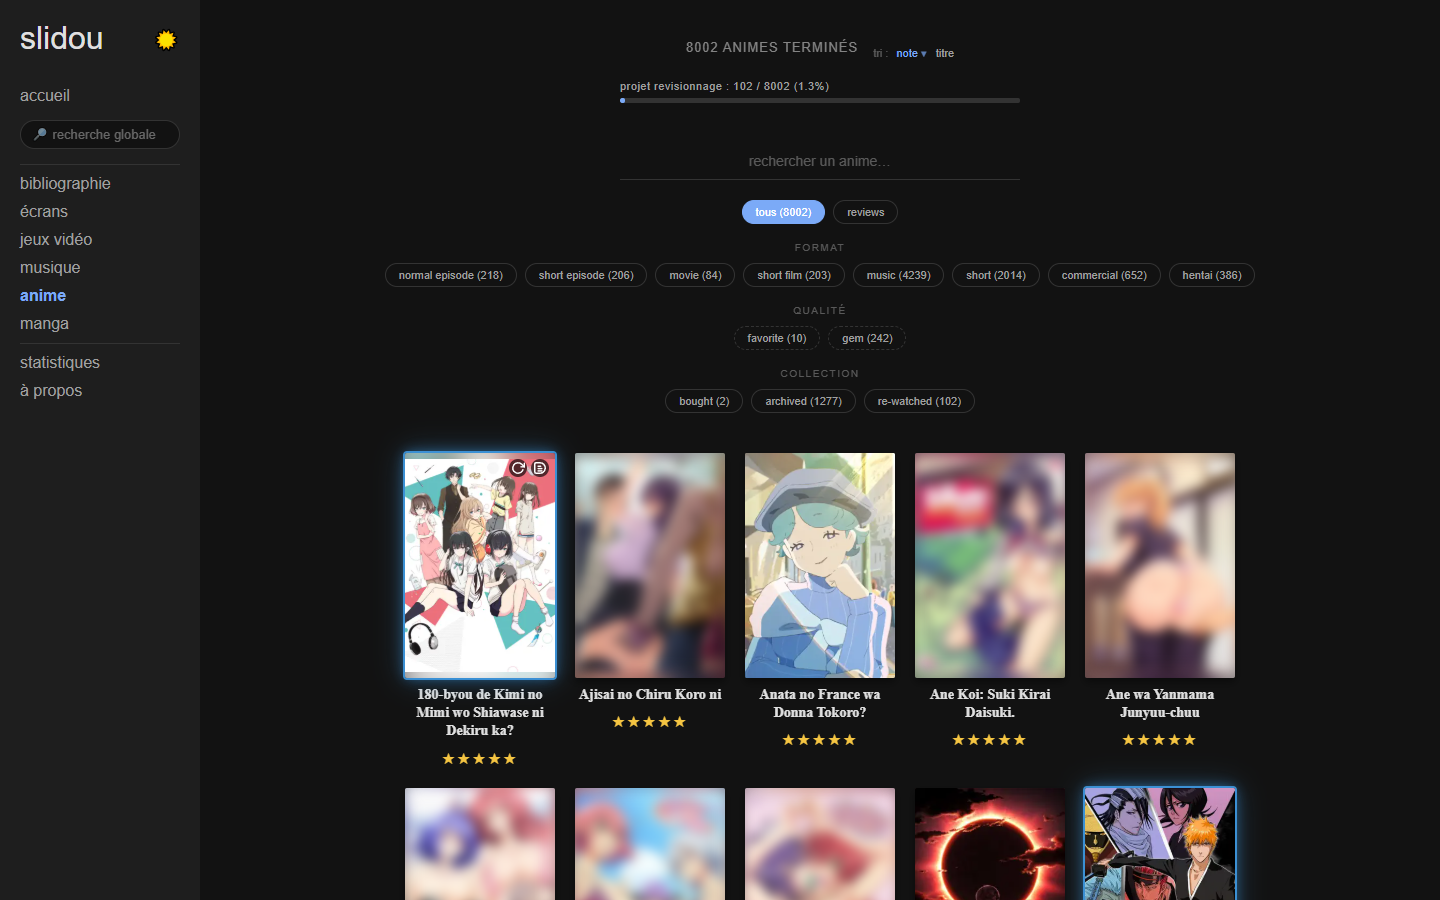 slidou
accueil
recherche globale
bibliographie
écrans
jeux vidéo
musique
anime
manga
statistiques
à propos
8002 ANIMES TERMINÉS
tri : note ▾ titre
projet revisionnage : 102 / 8002 (1.3%)
rechercher un anime...
tous (8002) reviews
FORMAT
normal episode (218) short episode (206) movie (84) short film (203) music (4239) short (2014) commercial (652) hentai (386)
QUALITÉ
favorite (10) gem (242)
COLLECTION
bought (2) archived (1277) re-watched (102)
180-byou de Kimi no
Mimi wo Shiawase ni
Dekiru ka?
★★★★★
Ajisai no Chiru Koro ni
★★★★★
Anata no France wa
Donna Tokoro?
★★★★★
Ane Koi: Suki Kirai
Daisuki.
★★★★★
Ane wa Yanmama
Junyuu-chuu
★★★★★